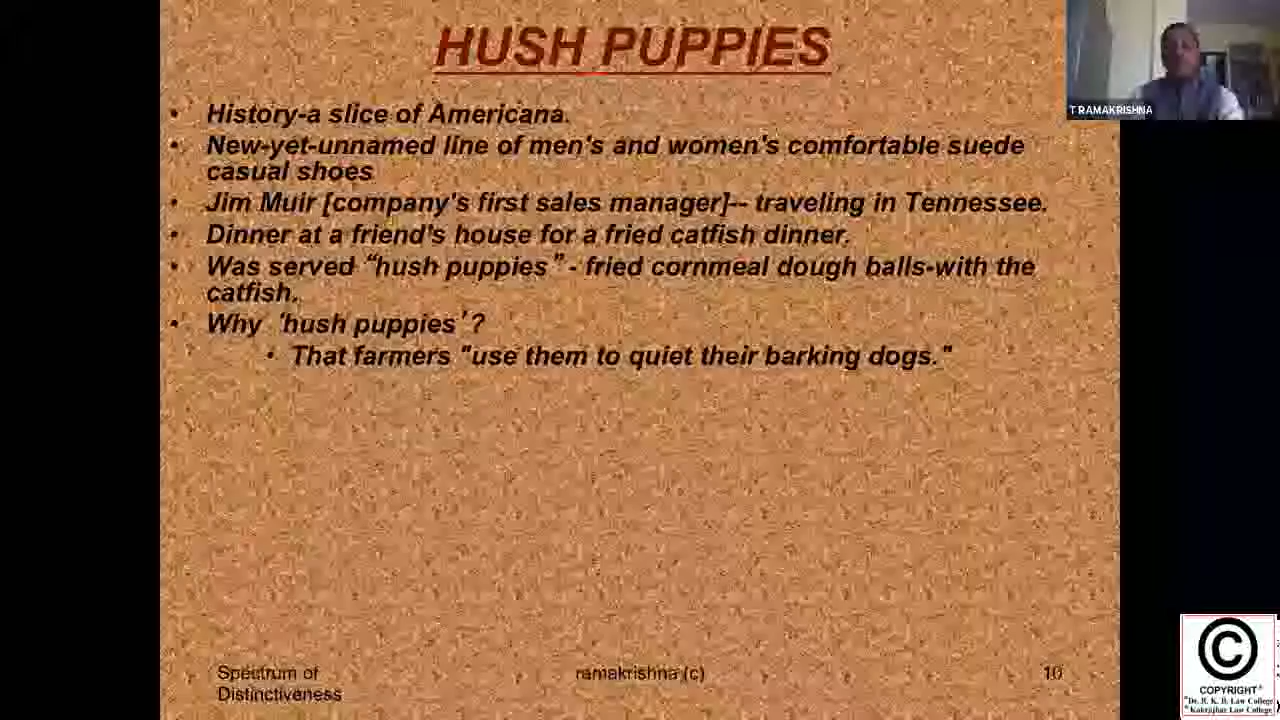 HUSH PUPPIES
T RAMAKRISHNA
• History-a slice of Americana.
• New-yet-unnamed line of men's and women's comfortable suede
casual shoes
• Jim Muir [company's first sales manager]-- traveling in Tennessee.
• Dinner at a friend's house for a fried catfish dinner.
• Was served “hush puppies” - fried cornmeal dough balls-with the
catfish.
• Why ‘hush puppies’?
• That farmers "use them to quiet their barking dogs."
Spectrum of
Distinctiveness
ramakrishna (c)
10
©
COPYRIGHT
Law College
Kokrajhar Law College